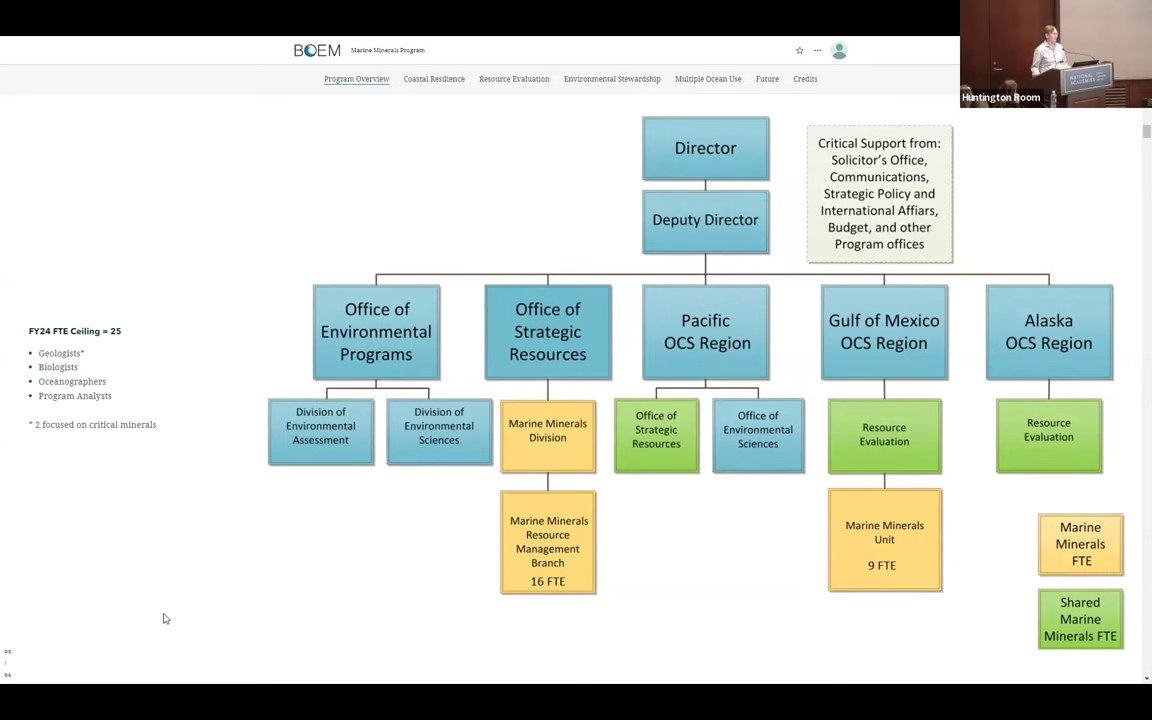 BOEM
Marine Minerals Program
Program Overview
Coastal Resilience
Resource Evaluation
Environmental Stewardship
Multiple Ocean Use
Future
Credits
Huntington Room
NATIONAL
ACADEMIES
Director
Deputy Director
Critical Support from:
Solicitor's Office,
Communications,
Strategic Policy and
International Affiars,
Budget, and other
Program offices
Office of
Environmental
Programs
Office of
Strategic
Resources
Pacific
OCS Region
Gulf of Mexico
OCS Region
Alaska
OCS Region
FY24 FTE Ceiling = 25
• Geologists*
• Biologists
• Oceanographers
• Program Analysts
* 2 focused on critical minerals
Division of
Environmental
Assessment
Division of
Environmental
Sciences
Marine Minerals
Division
Office of
Strategic
Resources
Office of
Environmental
Sciences
Resource
Evaluation
Resource
Evaluation
Marine Minerals
Resource
Management
Branch
16 FTE
Marine Minerals
Unit
9 FTE
Marine
Minerals
FTE
Shared
Marine
Minerals FTE
03
/
04